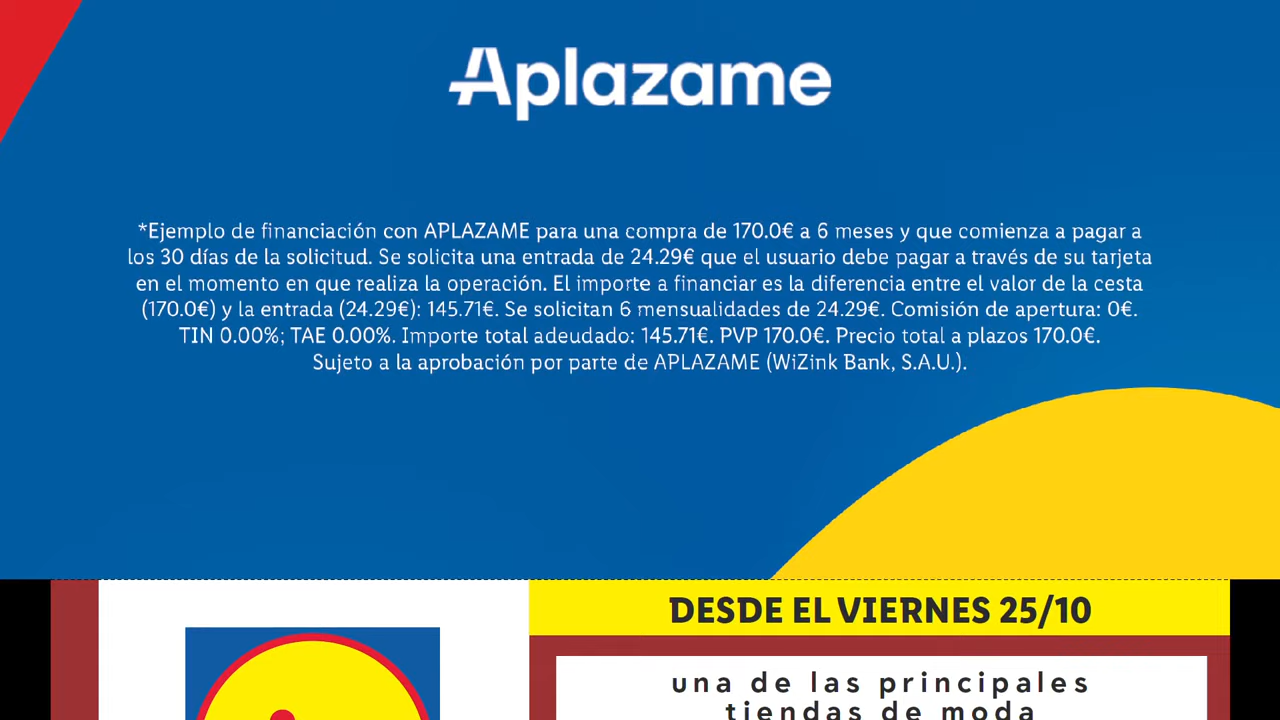 Aplazame
*Ejemplo de financiación con APLAZAME para una compra de 170.0€ a 6 meses y que comienza a pagar a
los 30 días de la solicitud. Se solicita una entrada de 24.29€ que el usuario debe pagar a través de su tarjeta
en el momento en que realiza la operación. El importe a financiar es la diferencia entre el valor de la cesta
(170.0€) y la entrada (24.29€): 145.71€. Se solicitan 6 mensualidades de 24.29€. Comisión de apertura: 0€.
TIN 0.00%; TAE 0.00%. Importe total adeudado: 145.71€. PVP 170.0€. Precio total a plazos 170.0€.
Sujeto a la aprobación por parte de APLAZAME (WiZink Bank, S.A.U.).
DESDE EL VIERNES 25/10
una de las principales
tiendas de moda